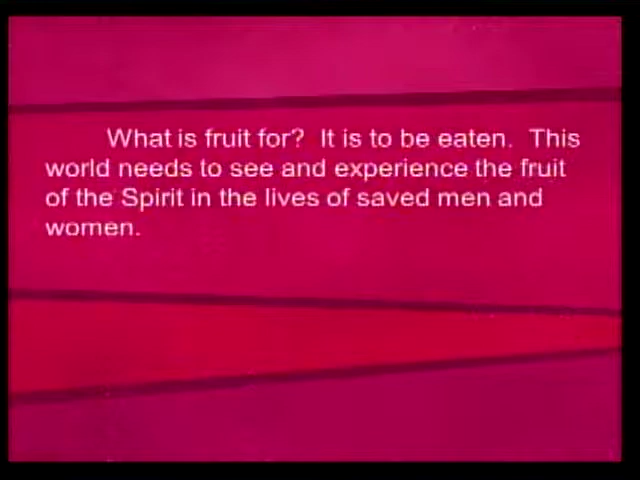 What is fruit for? It is to be eaten. This
world needs to see and experience the fruit
of the Spirit in the lives of saved men and
women.